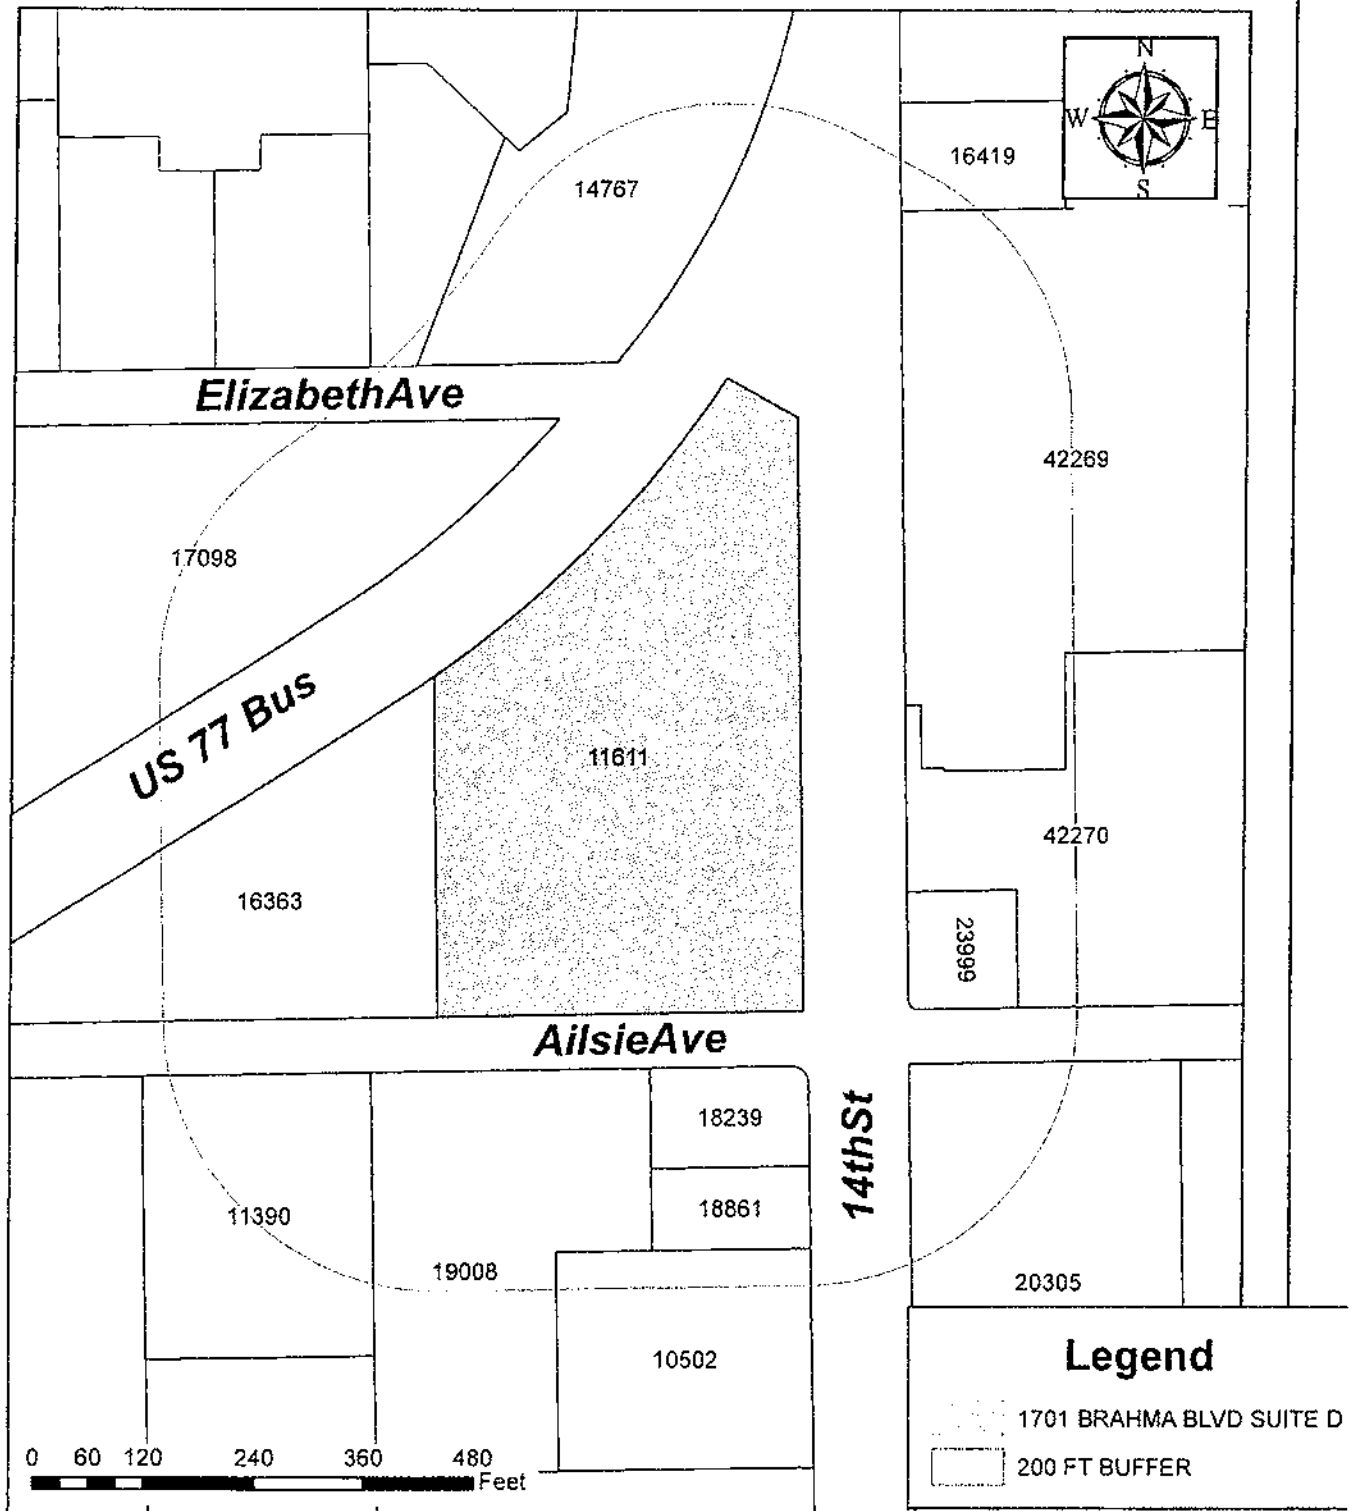 N
W E
S
16419
14767
ElizabethAve
42269
17098
US 77 Bus
11611
42270
16363
23999
AilsieAve
18239
14thSt
18861
11390
19008
20305
10502
Legend
1701 BRAHMA BLVD SUITE D
200 FT BUFFER
0 60 120 240 360 480
Feet